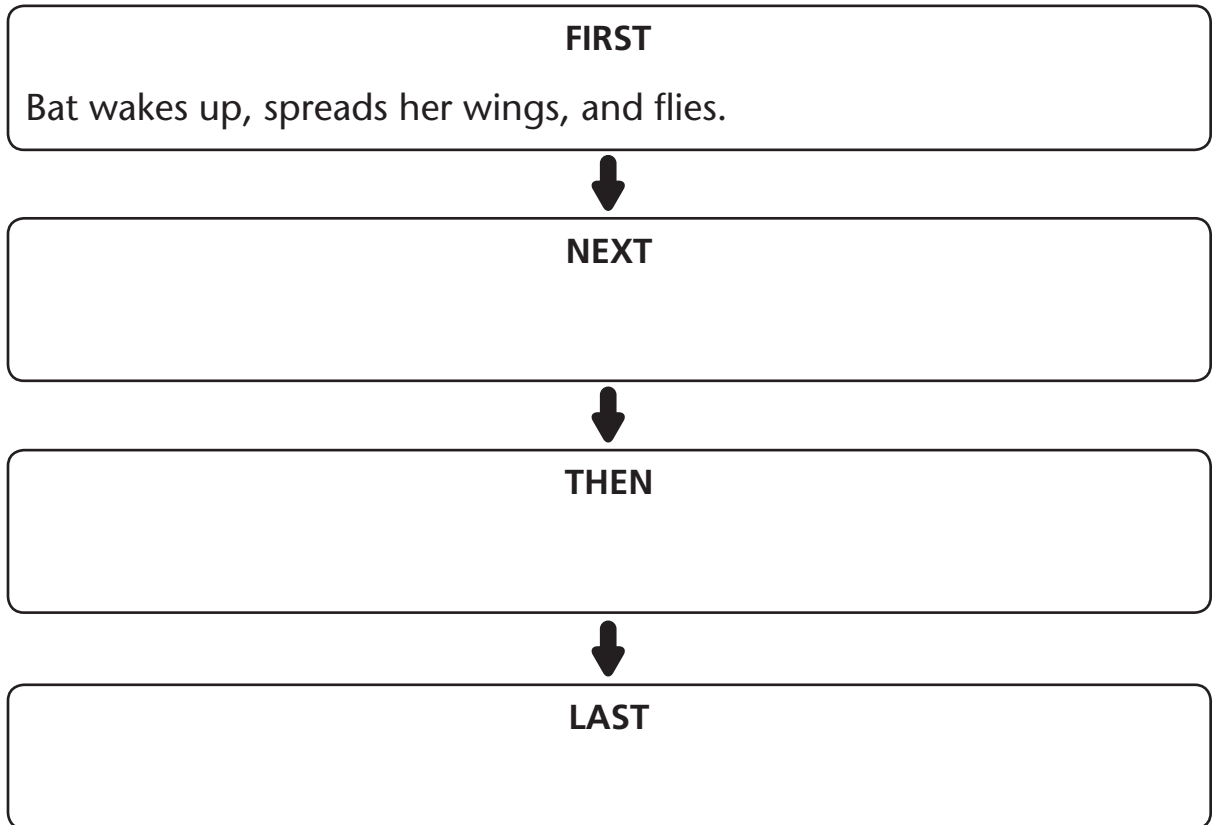 FIRST
Bat wakes up, spreads her wings, and flies.
NEXT
THEN
LAST